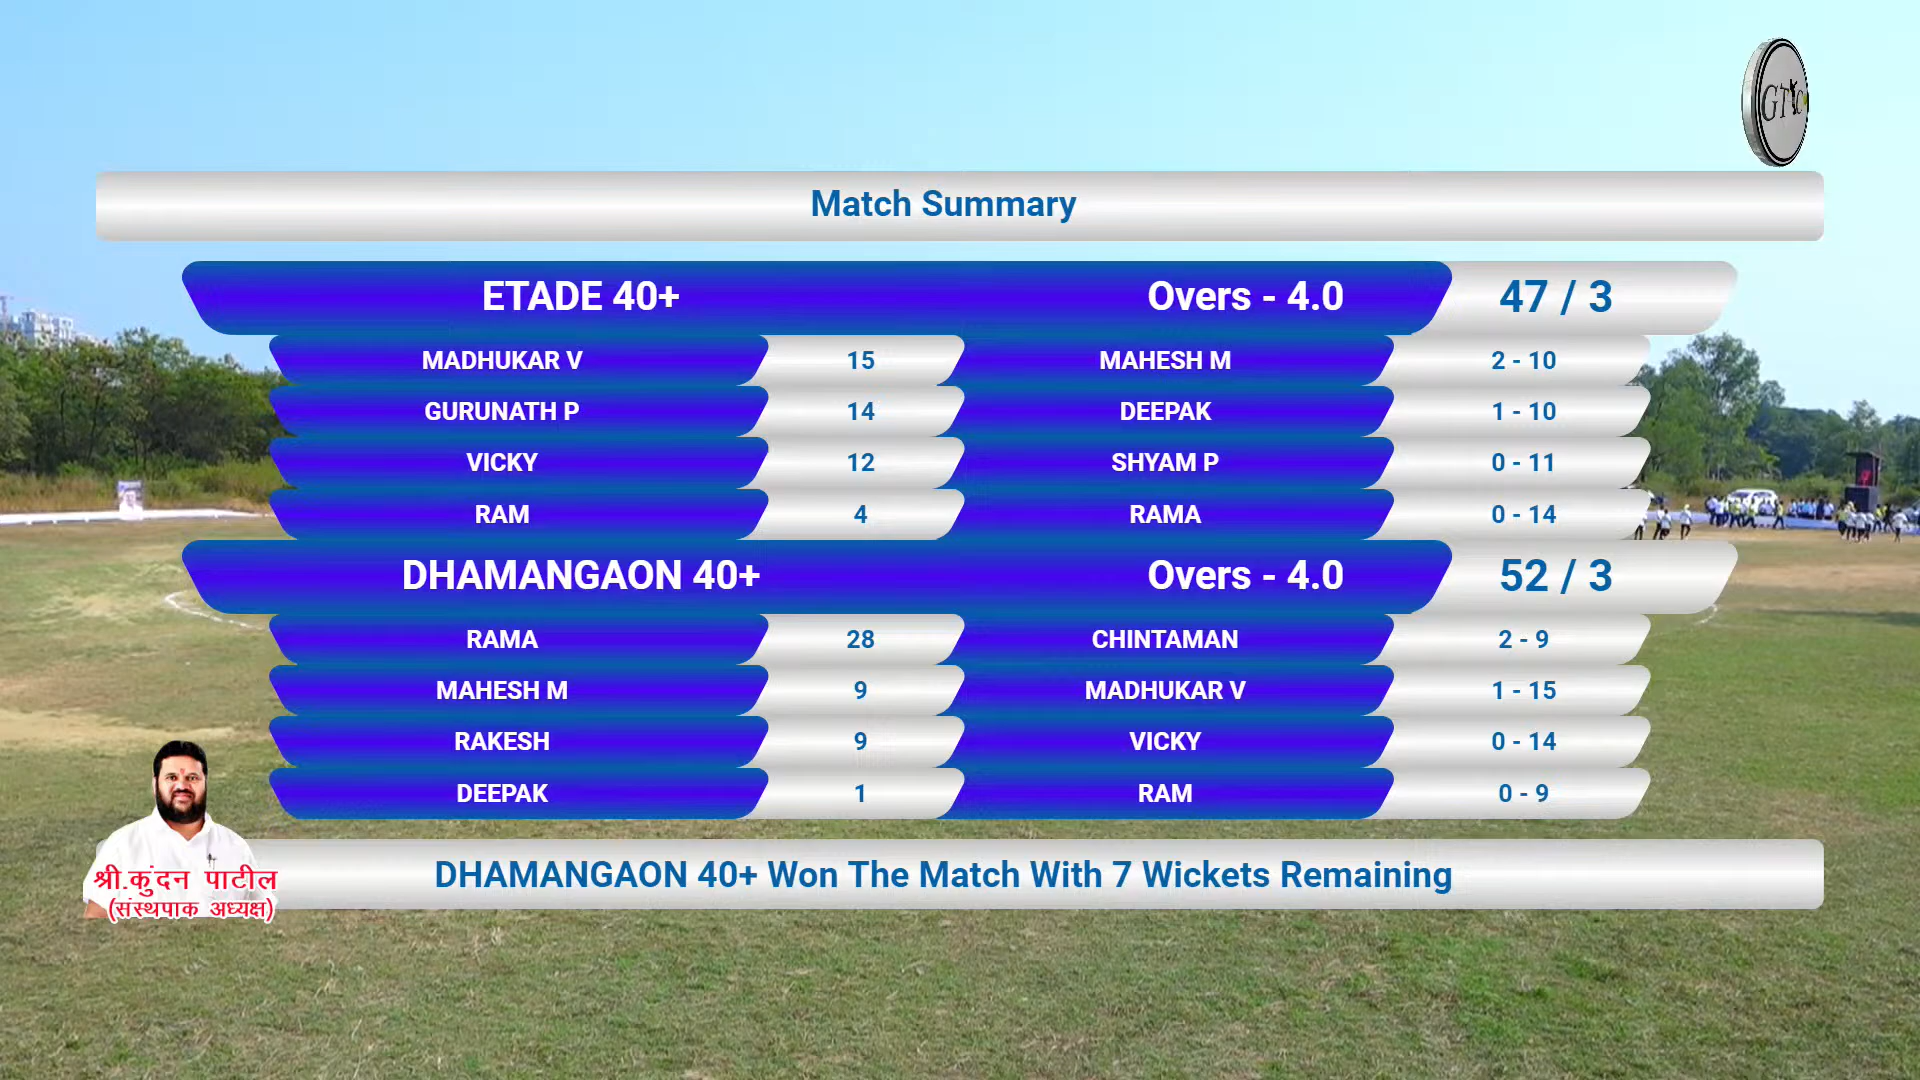 GTC
Match Summary
ETADE 40+ Overs - 4.0 47 / 3
MADHUKAR V 15 MAHESH M 2 - 10
GURUNATH P 14 DEEPAK 1 - 10
VICKY 12 SHYAM P 0 - 11
RAM 4 RAMA 0 - 14
DHAMANGAON 40+ Overs - 4.0 52 / 3
RAMA 28 CHINTAMAN 2 - 9
MAHESH M 9 MADHUKAR V 1 - 15
RAKESH 9 VICKY 0 - 14
DEEPAK 1 RAM 0 - 9
DHAMANGAON 40+ Won The Match With 7 Wickets Remaining
श्री.कुंदन पाटील
(संस्थपाक अध्यक्ष)